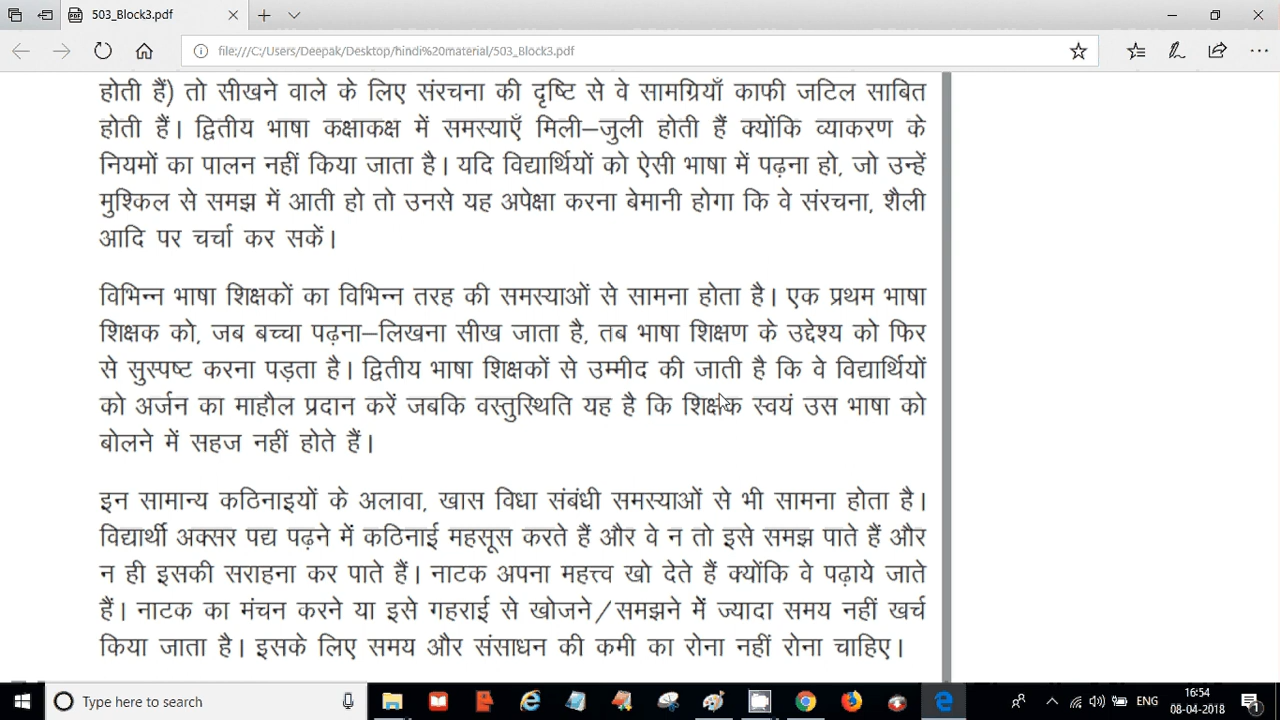 503_Block3.pdf
file:///C:/Users/Deepak/Desktop/hindi%20material/503_Block3.pdf
होती हैं) तो सीखने वाले के लिए संरचना की दृष्टि से वे सामग्रियाँ काफी जटिल साबित
होती हैं। द्वितीय भाषा कक्षाकक्ष में समस्याएँ मिली–जुली होती हैं क्योंकि व्याकरण के
नियमों का पालन नहीं किया जाता है। यदि विद्यार्थियों को ऐसी भाषा में पढ़ना हो, जो उन्हें
मुश्किल से समझ में आती हो तो उनसे यह अपेक्षा करना बेमानी होगा कि वे संरचना, शैली
आदि पर चर्चा कर सकें।
विभिन्न भाषा शिक्षकों का विभिन्न तरह की समस्याओं से सामना होता है। एक प्रथम भाषा
शिक्षक को, जब बच्चा पढ़ना–लिखना सीख जाता है, तब भाषा शिक्षण के उद्देश्य को फिर
से सुस्पष्ट करना पड़ता है। द्वितीय भाषा शिक्षकों से उम्मीद की जाती है कि वे विद्यार्थियों
को अर्जन का माहौल प्रदान करें जबकि वस्तुस्थिति यह है कि शिक्षक स्वयं उस भाषा को
बोलने में सहज नहीं होते हैं।
इन सामान्य कठिनाइयों के अलावा, खास विधा संबंधी समस्याओं से भी सामना होता है।
विद्यार्थी अक्सर पद्य पढ़ने में कठिनाई महसूस करते हैं और वे न तो इसे समझ पाते हैं और
न ही इसकी सराहना कर पाते हैं। नाटक अपना महत्त्व खो देते हैं क्योंकि वे पढ़ाये जाते
हैं। नाटक का मंचन करने या इसे गहराई से खोजने/समझने में ज्यादा समय नहीं खर्च
किया जाता है। इसके लिए समय और संसाधन की कमी का रोना नहीं रोना चाहिए।
Type here to search
ENG
16:54
08-04-2018